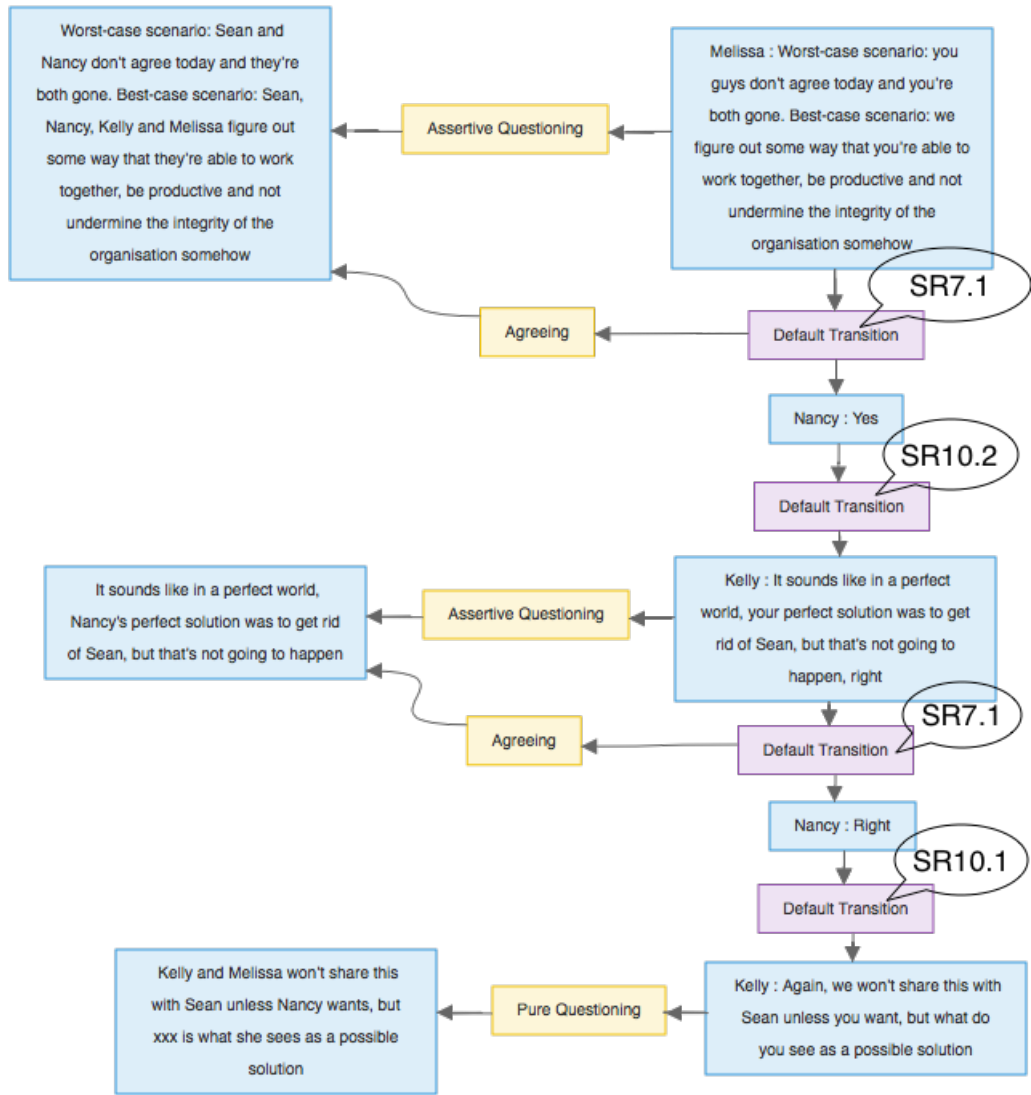 Worst-case scenario: Sean and
Nancy don't agree today and they're
both gone. Best-case scenario: Sean,
Nancy, Kelly and Melissa figure out
some way that they're able to work
together, be productive and not
undermine the integrity of the
organisation somehow
Assertive Questioning
Melissa : Worst-case scenario: you
guys don't agree today and you're
both gone. Best-case scenario: we
figure out some way that you're able to
work together, be productive and not
undermine the integrity of the
organisation somehow
SR7.1
Agreeing
Default Transition
Nancy : Yes
SR10.2
Default Transition
It sounds like in a perfect world,
Nancy's perfect solution was to get rid
of Sean, but that's not going to happen
Assertive Questioning
Kelly : It sounds like in a perfect
world, your perfect solution was to get
rid of Sean, but that's not going to
happen, right
SR7.1
Agreeing
Default Transition
Nancy : Right
SR10.1
Default Transition
Kelly and Melissa won't share this
with Sean unless Nancy wants, but
xxx is what she sees as a possible
solution
Pure Questioning
Kelly : Again, we won't share this with
Sean unless you want, but what do
you see as a possible solution